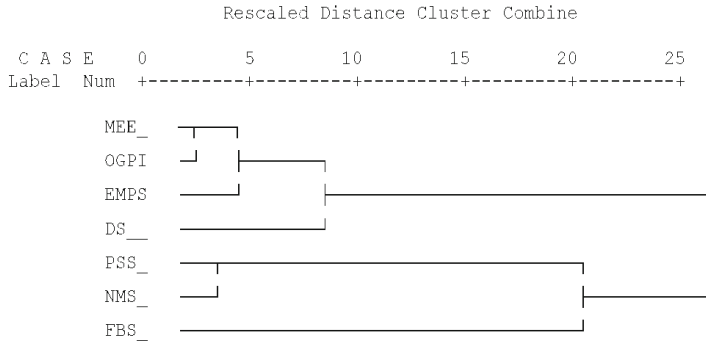 Rescaled Distance Cluster Combine
C A S E 0 5 10 15 20 25
Label Num +---------+---------+---------+---------+---------+
MEE_
OGPI
EMPS
DS__
PSS_
NMS_
FBS_